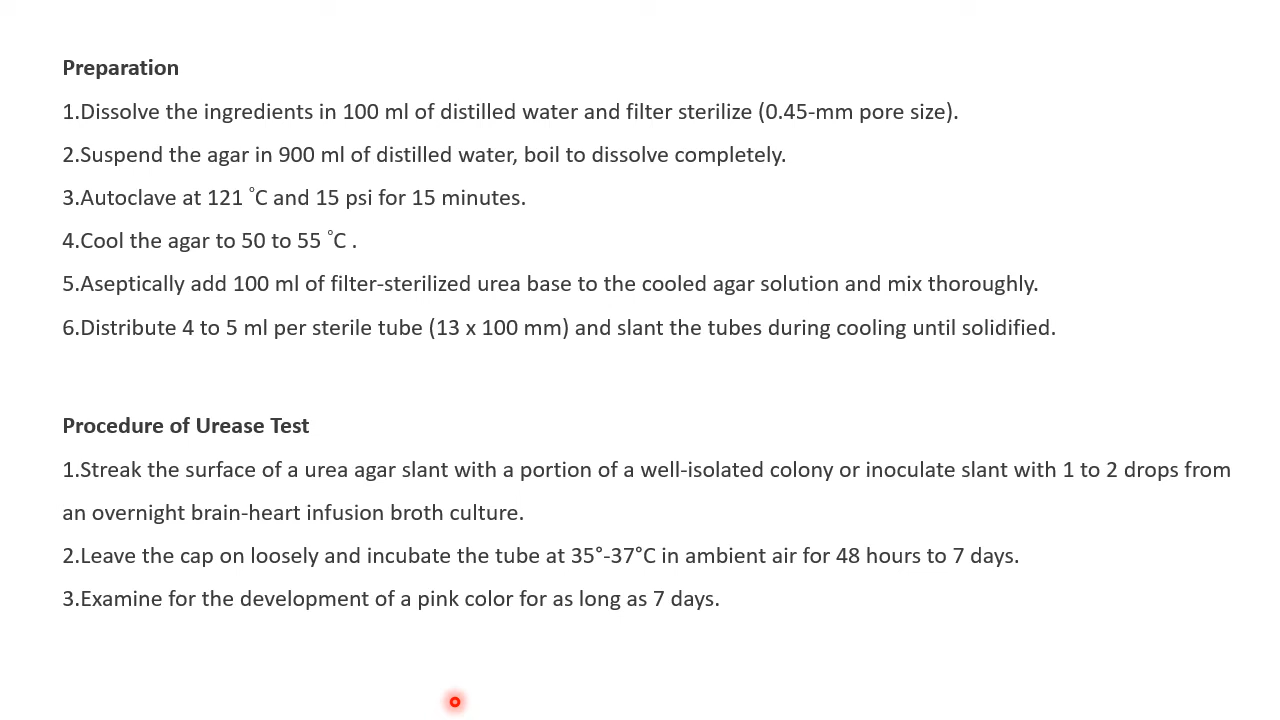 Preparation
1.Dissolve the ingredients in 100 ml of distilled water and filter sterilize (0.45-mm pore size).
2.Suspend the agar in 900 ml of distilled water, boil to dissolve completely.
3.Autoclave at 121 °C and 15 psi for 15 minutes.
4.Cool the agar to 50 to 55 °C .
5.Aseptically add 100 ml of filter-sterilized urea base to the cooled agar solution and mix thoroughly.
6.Distribute 4 to 5 ml per sterile tube (13 x 100 mm) and slant the tubes during cooling until solidified.
Procedure of Urease Test
1.Streak the surface of a urea agar slant with a portion of a well-isolated colony or inoculate slant with 1 to 2 drops from
an overnight brain-heart infusion broth culture.
2.Leave the cap on loosely and incubate the tube at 35°-37°C in ambient air for 48 hours to 7 days.
3.Examine for the development of a pink color for as long as 7 days.